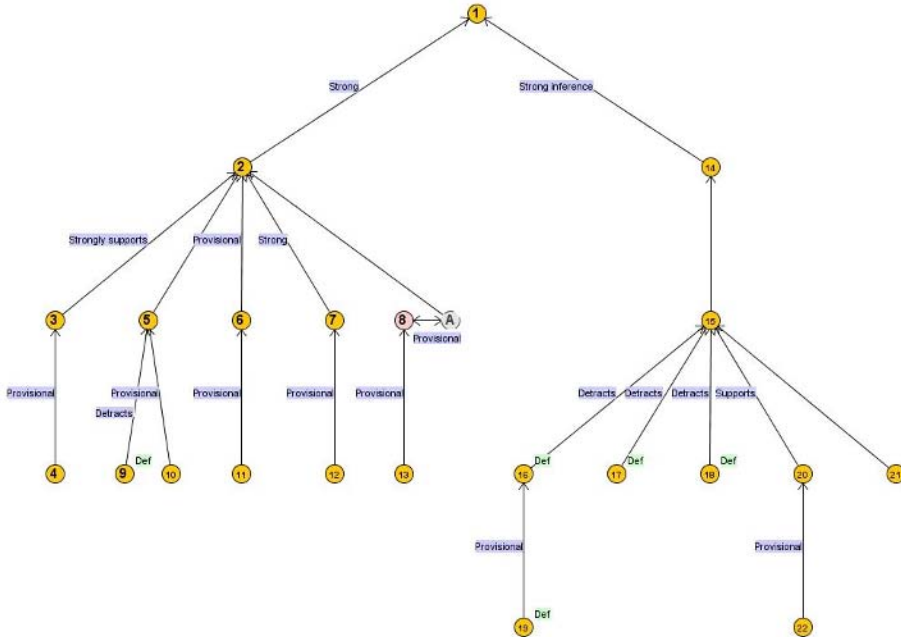 1
Strong
Strong inference
2
14
Strongly supports
Provisional
Strong
3
5
6
7
8
A
15
Provisional
Provisional
Provisional
Provisional
Provisional
Provisional
Detracts
Detracts
Detracts
Detracts
Supports
4
9
Def
10
11
12
13
16
Def
17
Def
18
Def
20
21
Provisional
Provisional
19
Def
22